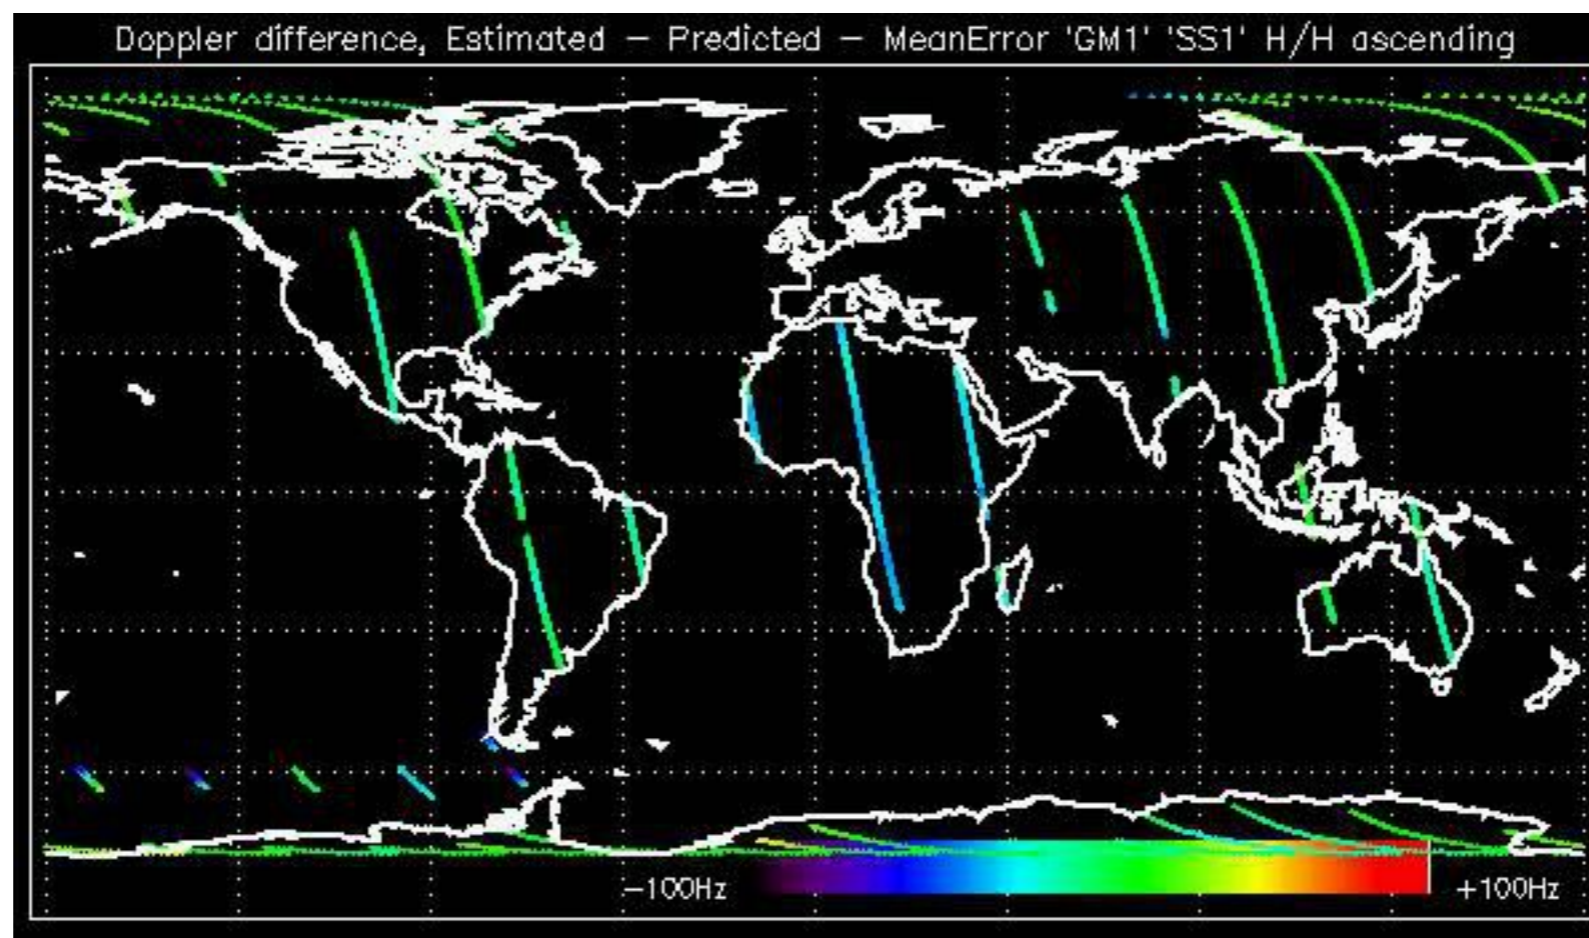 Doppler difference, Estimated – Predicted – MeanError 'GM1' 'SS1' H/H ascending
–100Hz
+100Hz